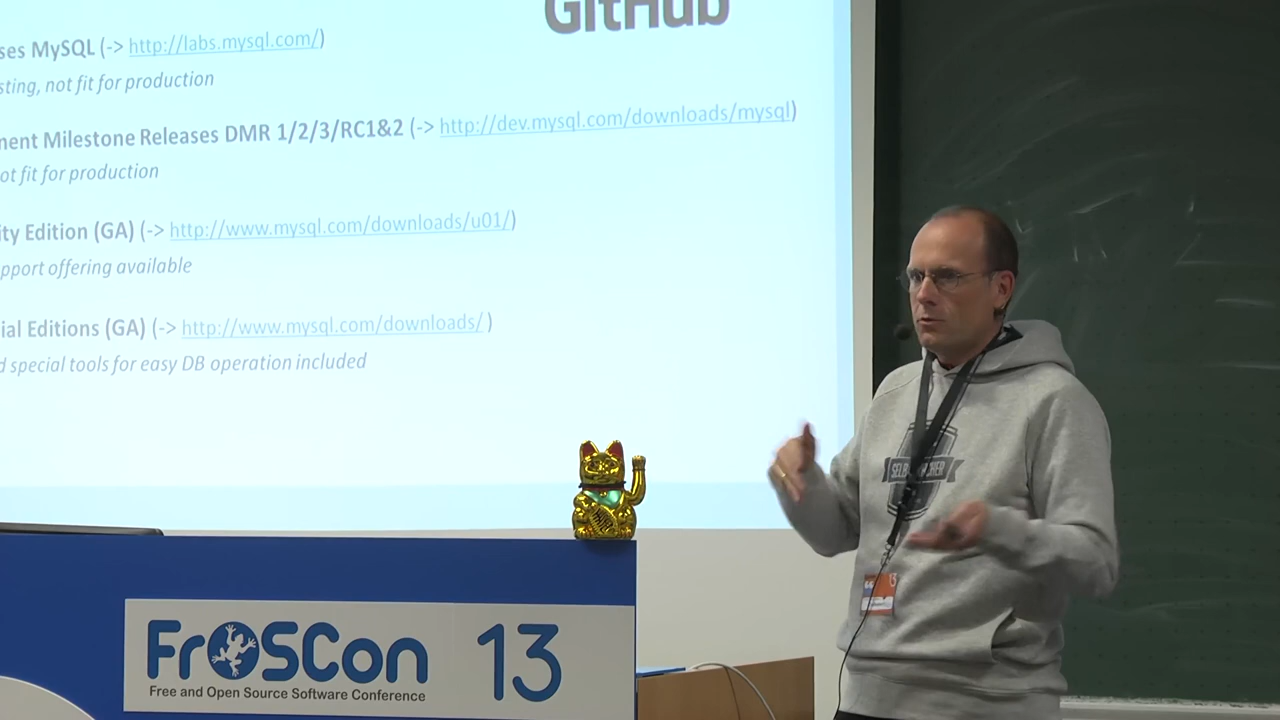 GitHub
ses MySQL (-> http://labs.mysql.com/)
sting, not fit for production
nent Milestone Releases DMR 1/2/3/RC1&2 (-> http://dev.mysql.com/downloads/mysql)
ot fit for production
ity Edition (GA) (-> http://www.mysql.com/downloads/u01/)
pport offering available
ial Editions (GA) (-> http://www.mysql.com/downloads/ )
d special tools for easy DB operation included
FrOSCon 13
Free and Open Source Software Conference